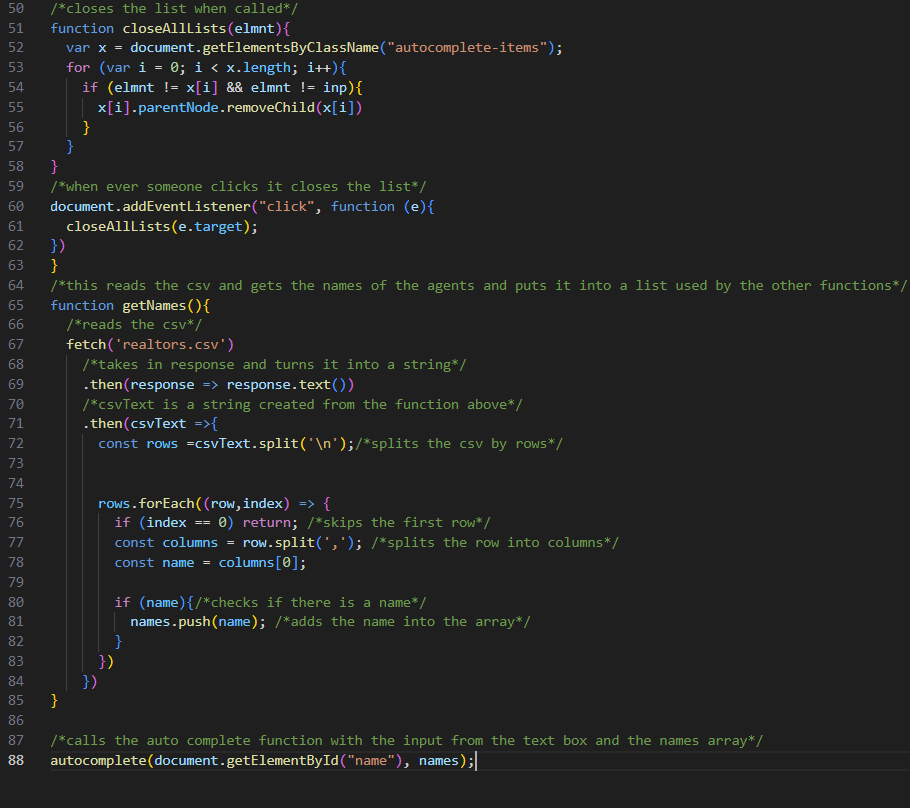 50 /*closes the list when called*/
51 function closeAllLists(elmnt){
52   var x = document.getElementsByClassName("autocomplete-items");
53   for (var i = 0; i < x.length; i++){
54     if (elmnt != x[i] && elmnt != inp){
55       x[i].parentNode.removeChild(x[i])
56     }
57   }
58 }
59 /*when ever someone clicks it closes the list*/
60 document.addEventListener("click", function (e){
61   closeAllLists(e.target);
62 })
63 }
64 /*this reads the csv and gets the names of the agents and puts it into a list used by the other functions*/
65 function getNames(){
66   /*reads the csv*/
67   fetch('realtors.csv')
68     /*takes in response and turns it into a string*/
69     .then(response => response.text())
70     /*csvText is a string created from the function above*/
71     .then(csvText =>{
72       const rows =csvText.split('\n');/*splits the csv by rows*/
73
74
75       rows.forEach((row,index) => {
76         if (index == 0) return; /*skips the first row*/
77         const columns = row.split(','); /*splits the row into columns*/
78         const name = columns[0];
79
80         if (name){/*checks if there is a name*/
81           names.push(name); /*adds the name into the array*/
82         }
83       })
84     })
85 }
86
87 /*calls the auto complete function with the input from the text box and the names array*/
88 autocomplete(document.getElementById("name"), names);